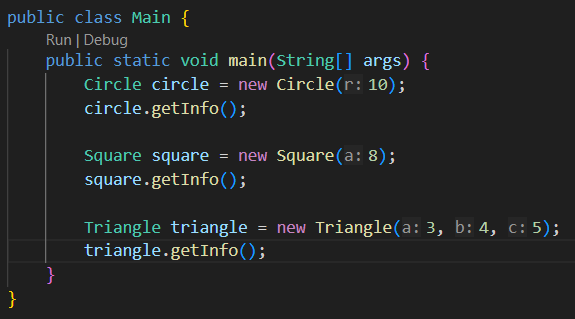 public class Main {
Run | Debug
public static void main(String[] args) {
Circle circle = new Circle(r: 10);
circle.getInfo();
Square square = new Square(a: 8);
square.getInfo();
Triangle triangle = new Triangle(a: 3, b: 4, c: 5);
triangle.getInfo();
}
}